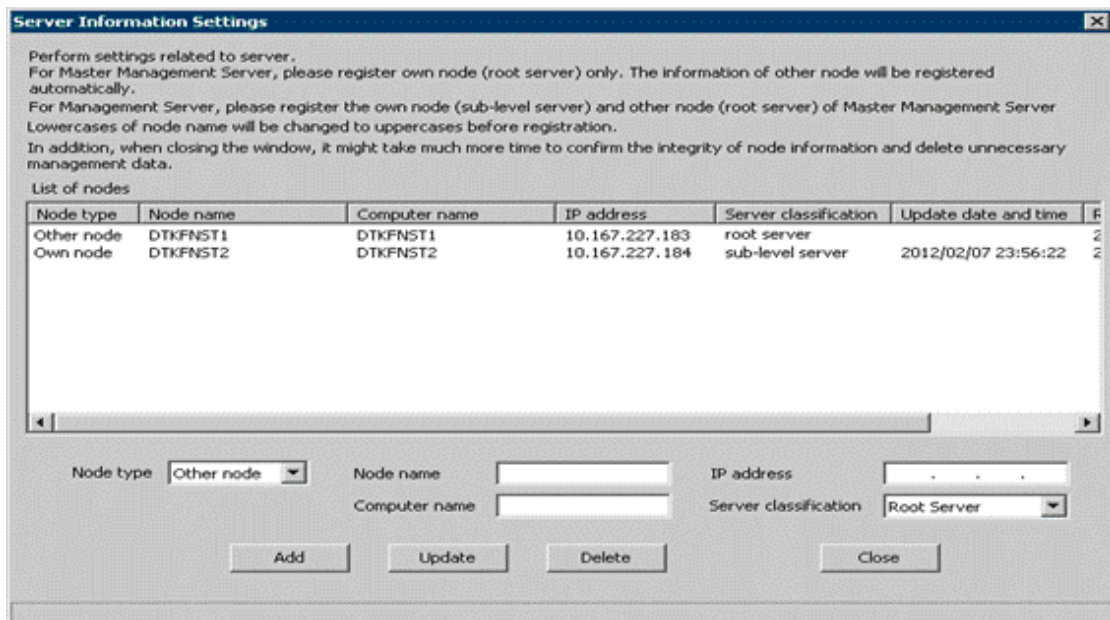 Server Information Settings
Perform settings related to server.
For Master Management Server, please register own node (root server) only. The information of other node will be registered
automatically.
For Management Server, please register the own node (sub-level server) and other node (root server) of Master Management Server
Lowercases of node name will be changed to uppercases before registration.
In addition, when closing the window, it might take much more time to confirm the integrity of node information and delete unnecessary
management data.
List of nodes
Node type Node name Computer name IP address Server classification Update date and time
Other node DTKFNST1 DTKFNST1 10.167.227.183 root server 2
Own node DTKFNST2 DTKFNST2 10.167.227.184 sub-level server 2012/02/07 23:56:22 2
Node type Other node Node name IP address . . .
Computer name Server classification Root Server
Add Update Delete Close